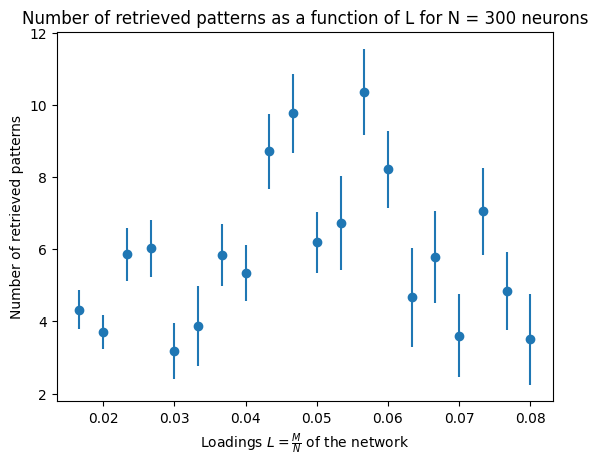 Number of retrieved patterns as a function of L for N = 300 neurons
Number of retrieved patterns
12
10
8
6
4
2
0.02 0.03 0.04 0.05 0.06 0.07 0.08
Loadings $L = \frac{M}{N}$ of the network